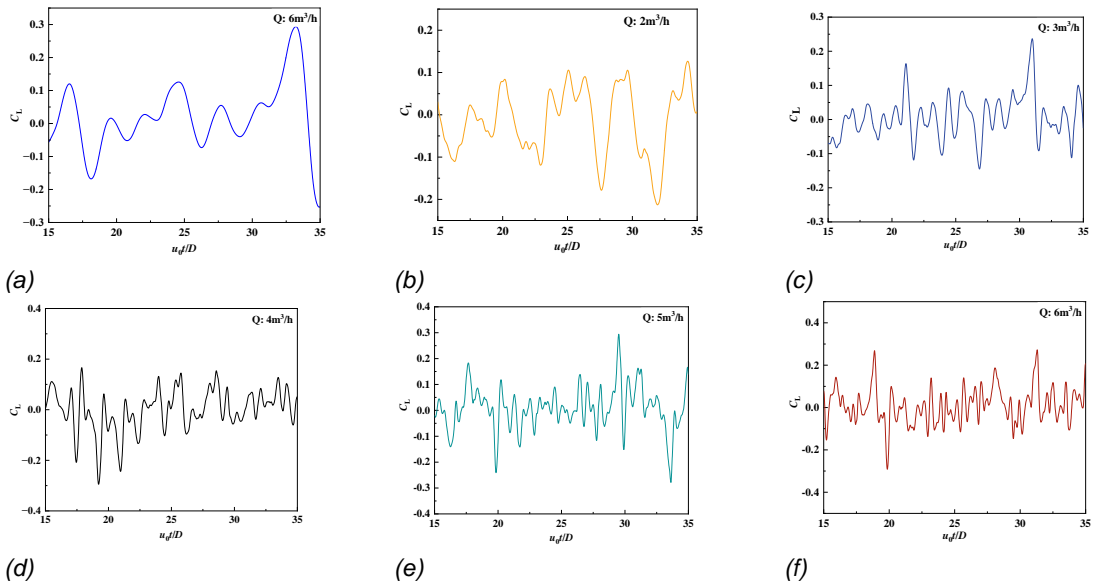 Q: 6m³/h
C_L
0.3
0.2
0.1
0.0
−0.1
−0.2
−0.3
15 20 25 30 35
u₀t/D
(a)
Q: 2m³/h
C_L
0.2
0.1
0.0
-0.1
-0.2
15 20 25 30 35
u₀t/D
(b)
Q: 3m³/h
C_L
0.3
0.2
0.1
0.0
-0.1
-0.2
-0.3
15 20 25 30 35
u₀t/D
(c)
Q: 4m³/h
C_L
0.4
0.2
0.0
-0.2
-0.4
15 20 25 30 35
u₀t/D
(d)
Q: 5m³/h
C_L
0.4
0.3
0.2
0.1
0.0
-0.1
-0.2
-0.3
-0.4
15 20 25 30 35
u₀t/D
(e)
Q: 6m³/h
C_L
0.4
0.2
0.0
-0.2
-0.4
15 20 25 30 35
u₀t/D
(f)